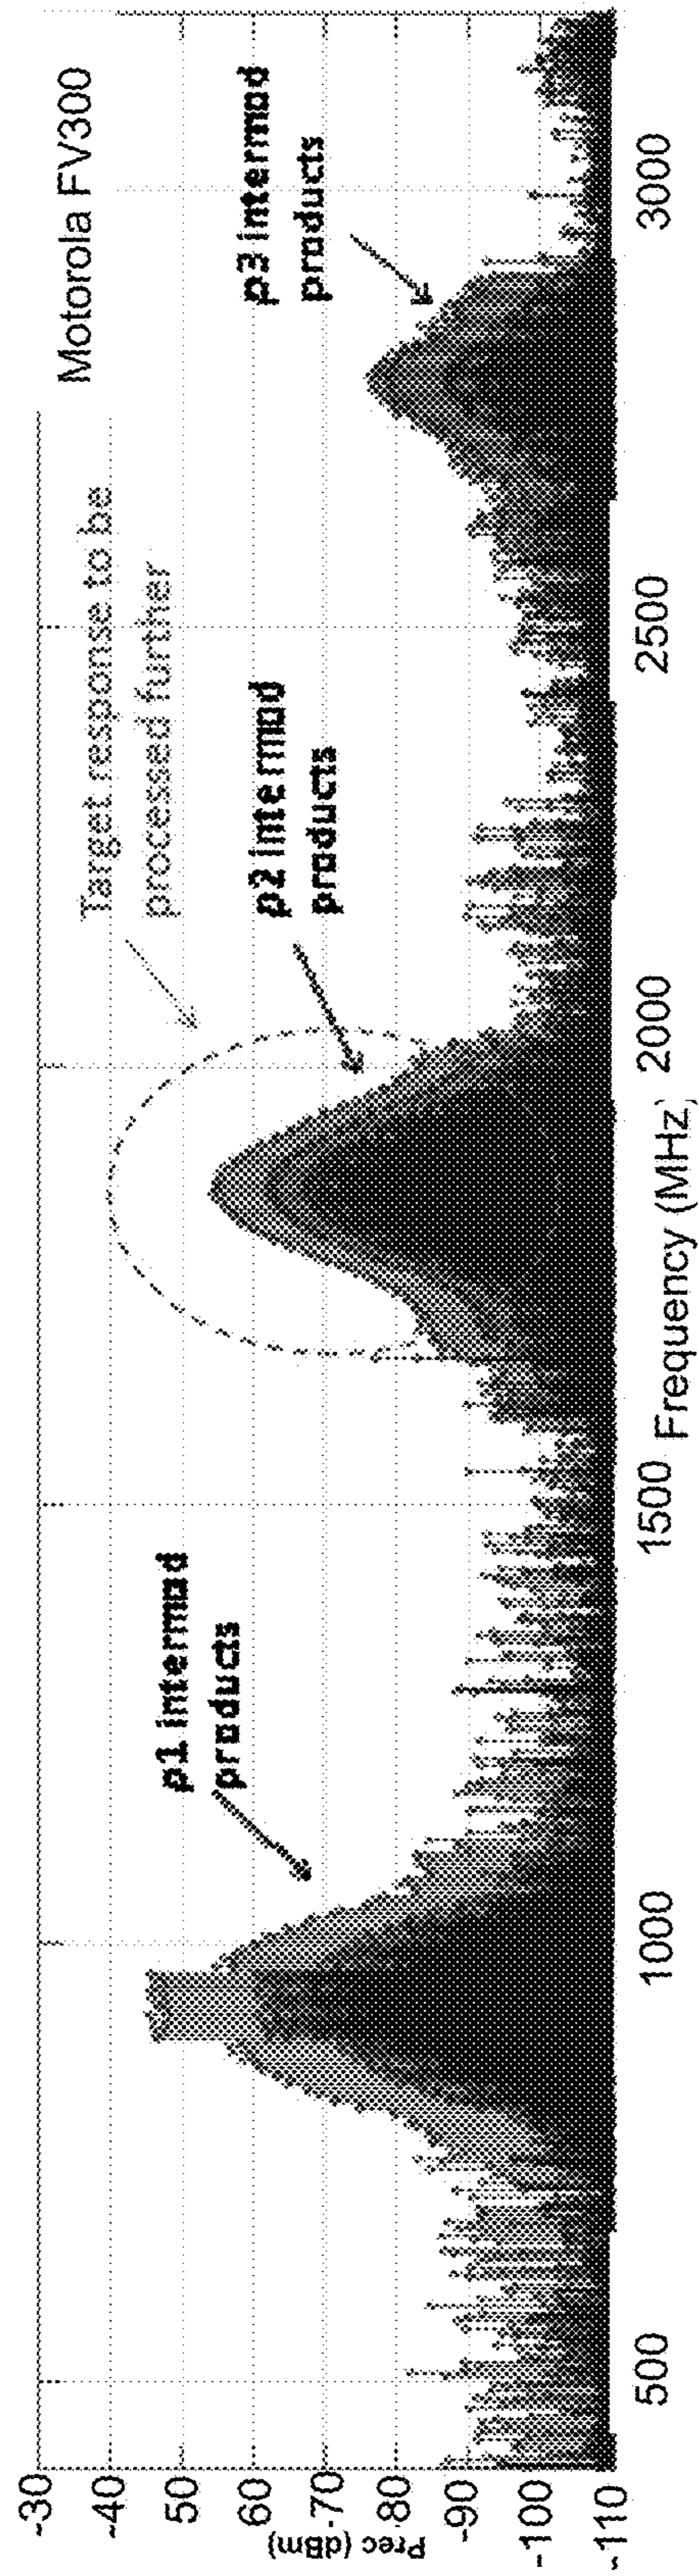 Motorola FV300
Target response to be
processed further
p1 intermod
products
p2 intermod
products
p3 intermod
products
-30
-40
-50
-60
-70
-80
-90
-100
-110
Prec (dBm)
500
1000
1500
2000
2500
3000
Frequency (MHz)